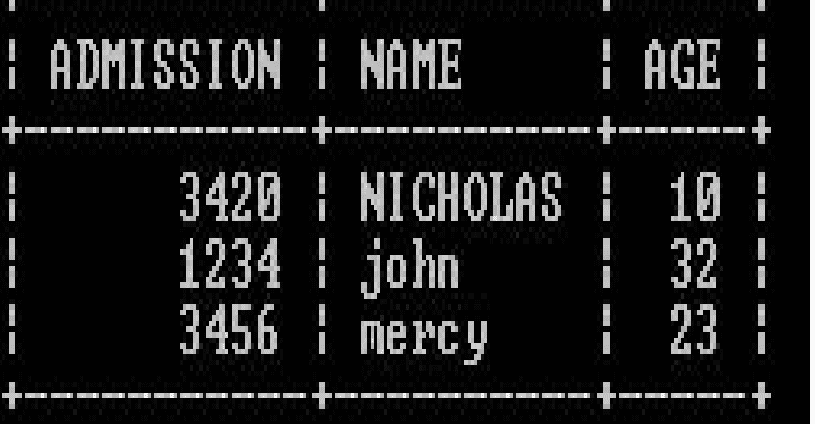 | ADMISSION | NAME | AGE |
+-----------+----------+-----+
| 3420 | NICHOLAS | 10 |
| 1234 | john | 32 |
| 3456 | mercy | 23 |
+-----------+----------+-----+